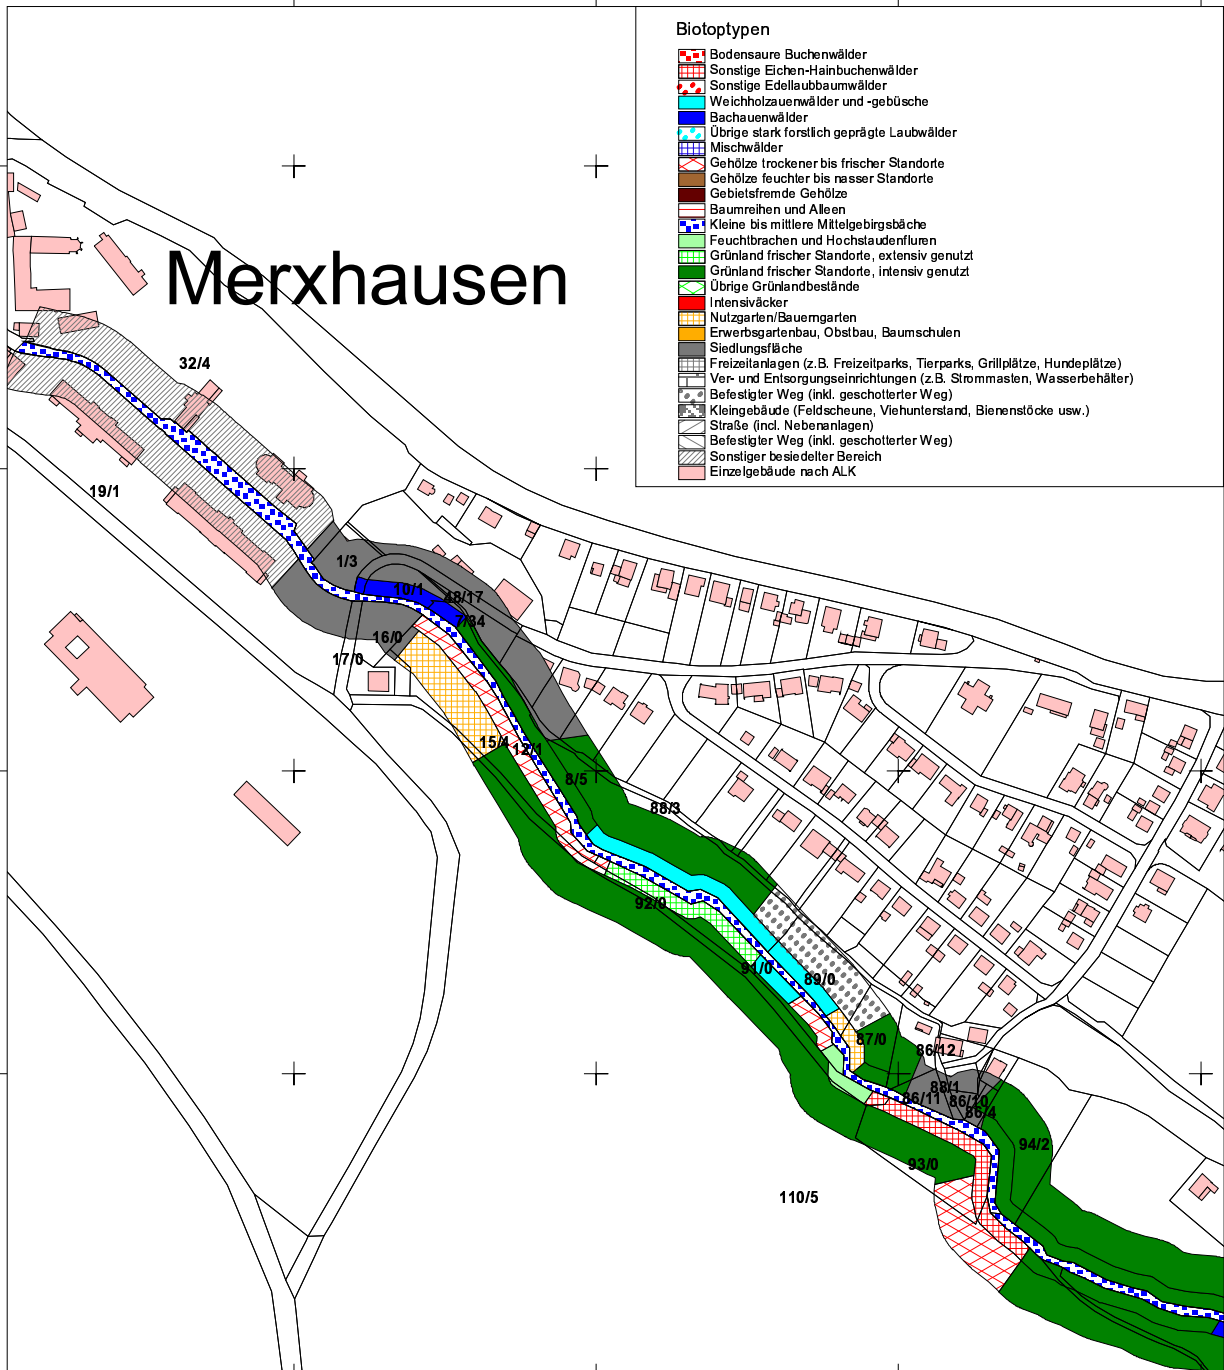 Biotoptypen
Bodensaure Buchenwälder
Sonstige Eichen-Hainbuchenwälder
Sonstige Edellaubbaumwälder
Weichholzauenwälder und -gebüsche
Bachauenwälder
Übrige stark forstlich geprägte Laubwälder
Mischwälder
Gehölze trockener bis frischer Standorte
Gehölze feuchter bis nasser Standorte
Gebietsfremde Gehölze
Baumreihen und Alleen
Kleine bis mittlere Mittelgebirgsbäche
Feuchtbrachen und Hochstaudenfluren
Grünland frischer Standorte, extensiv genutzt
Grünland frischer Standorte, intensiv genutzt
Übrige Grünlandbestände
Intensiväcker
Nutzgarten/Bauerngarten
Erwerbsgartenbau, Obstbau, Baumschulen
Siedlungsfläche
Freizeitanlagen (z.B. Freizeitparks, Tierparks, Grillplätze, Hundeplätze)
Ver- und Entsorgungseinrichtungen (z.B. Strommasten, Wasserbehälter)
Befestigter Weg (inkl. geschotterter Weg)
Kleingebäude (Feldscheune, Viehunterstand, Bienenstöcke usw.)
Straße (incl. Nebenanlagen)
Befestigter Weg (inkl. geschotterter Weg)
Sonstiger besiedelter Bereich
Einzelgebäude nach ALK
Merxhausen
32/4
19/1
1/3
10/1
48/17
7/34
16/0
17/0
15/4
12/1
8/5
88/3
92/0
91/0
89/0
87/0
86/12
88/1
86/11
86/10
86/4
94/2
93/0
110/5